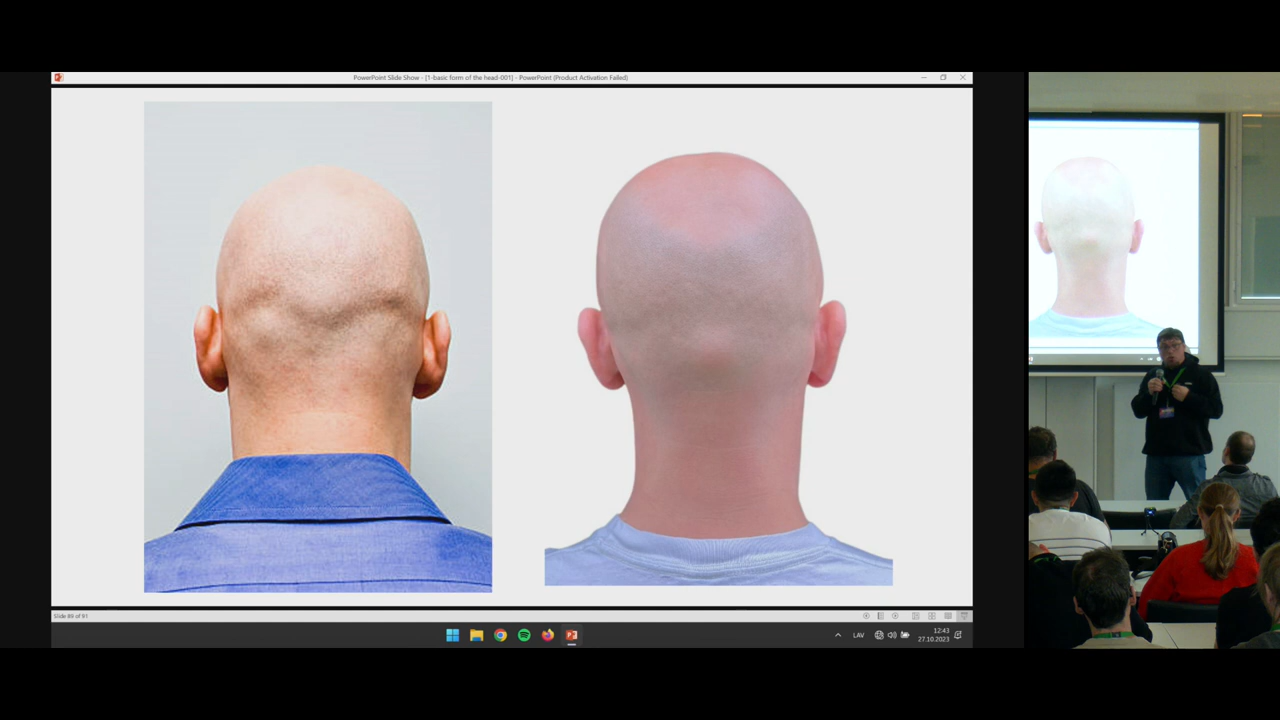 PowerPoint Slide Show - [1-basic form of the head-001] - PowerPoint (Product Activation Failed)
Slide 89 of 91
LAV
12:43
27.10.2023